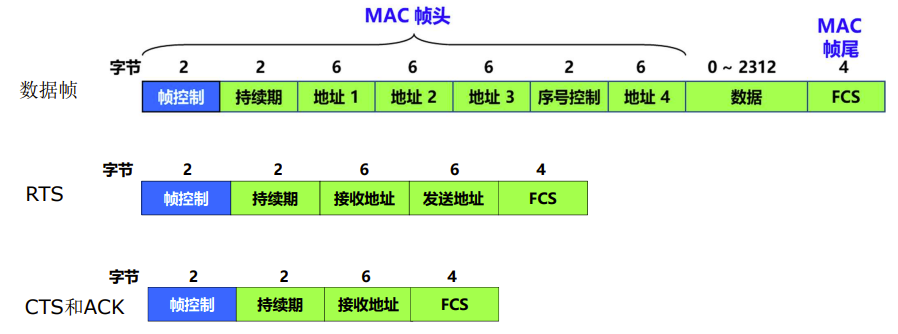 MAC 帧头
MAC
帧尾
字节 2 2 6 6 6 2 6 0 ~ 2312 4
数据帧 帧控制 持续期 地址 1 地址 2 地址 3 序号控制 地址 4 数据 FCS
字节 2 2 6 6 4
RTS 帧控制 持续期 接收地址 发送地址 FCS
字节 2 2 6 4
CTS和ACK 帧控制 持续期 接收地址 FCS